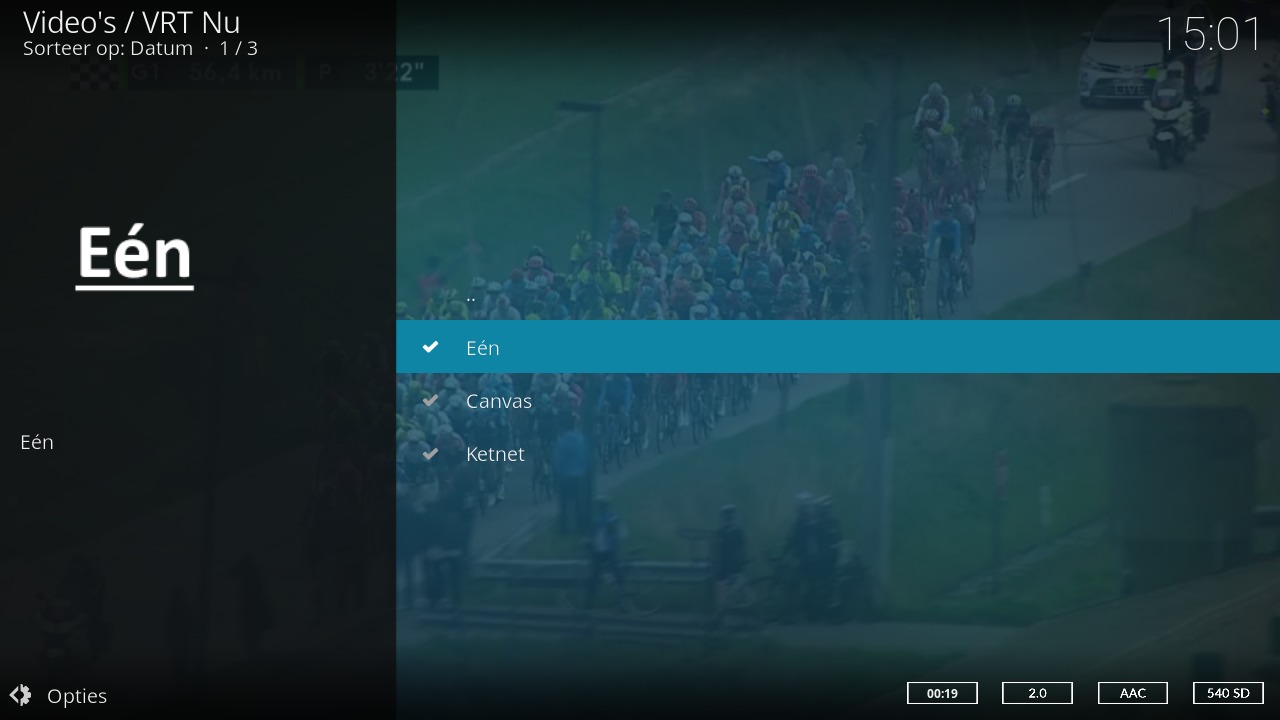 Video's / VRT Nu
Sorteer op: Datum · 1 / 3
15:01
G1 56,4 km P 3'22"
LIVE
Eén
..
Eén
Canvas
Ketnet
Eén
Opties
00:19
2.0
AAC
540 SD